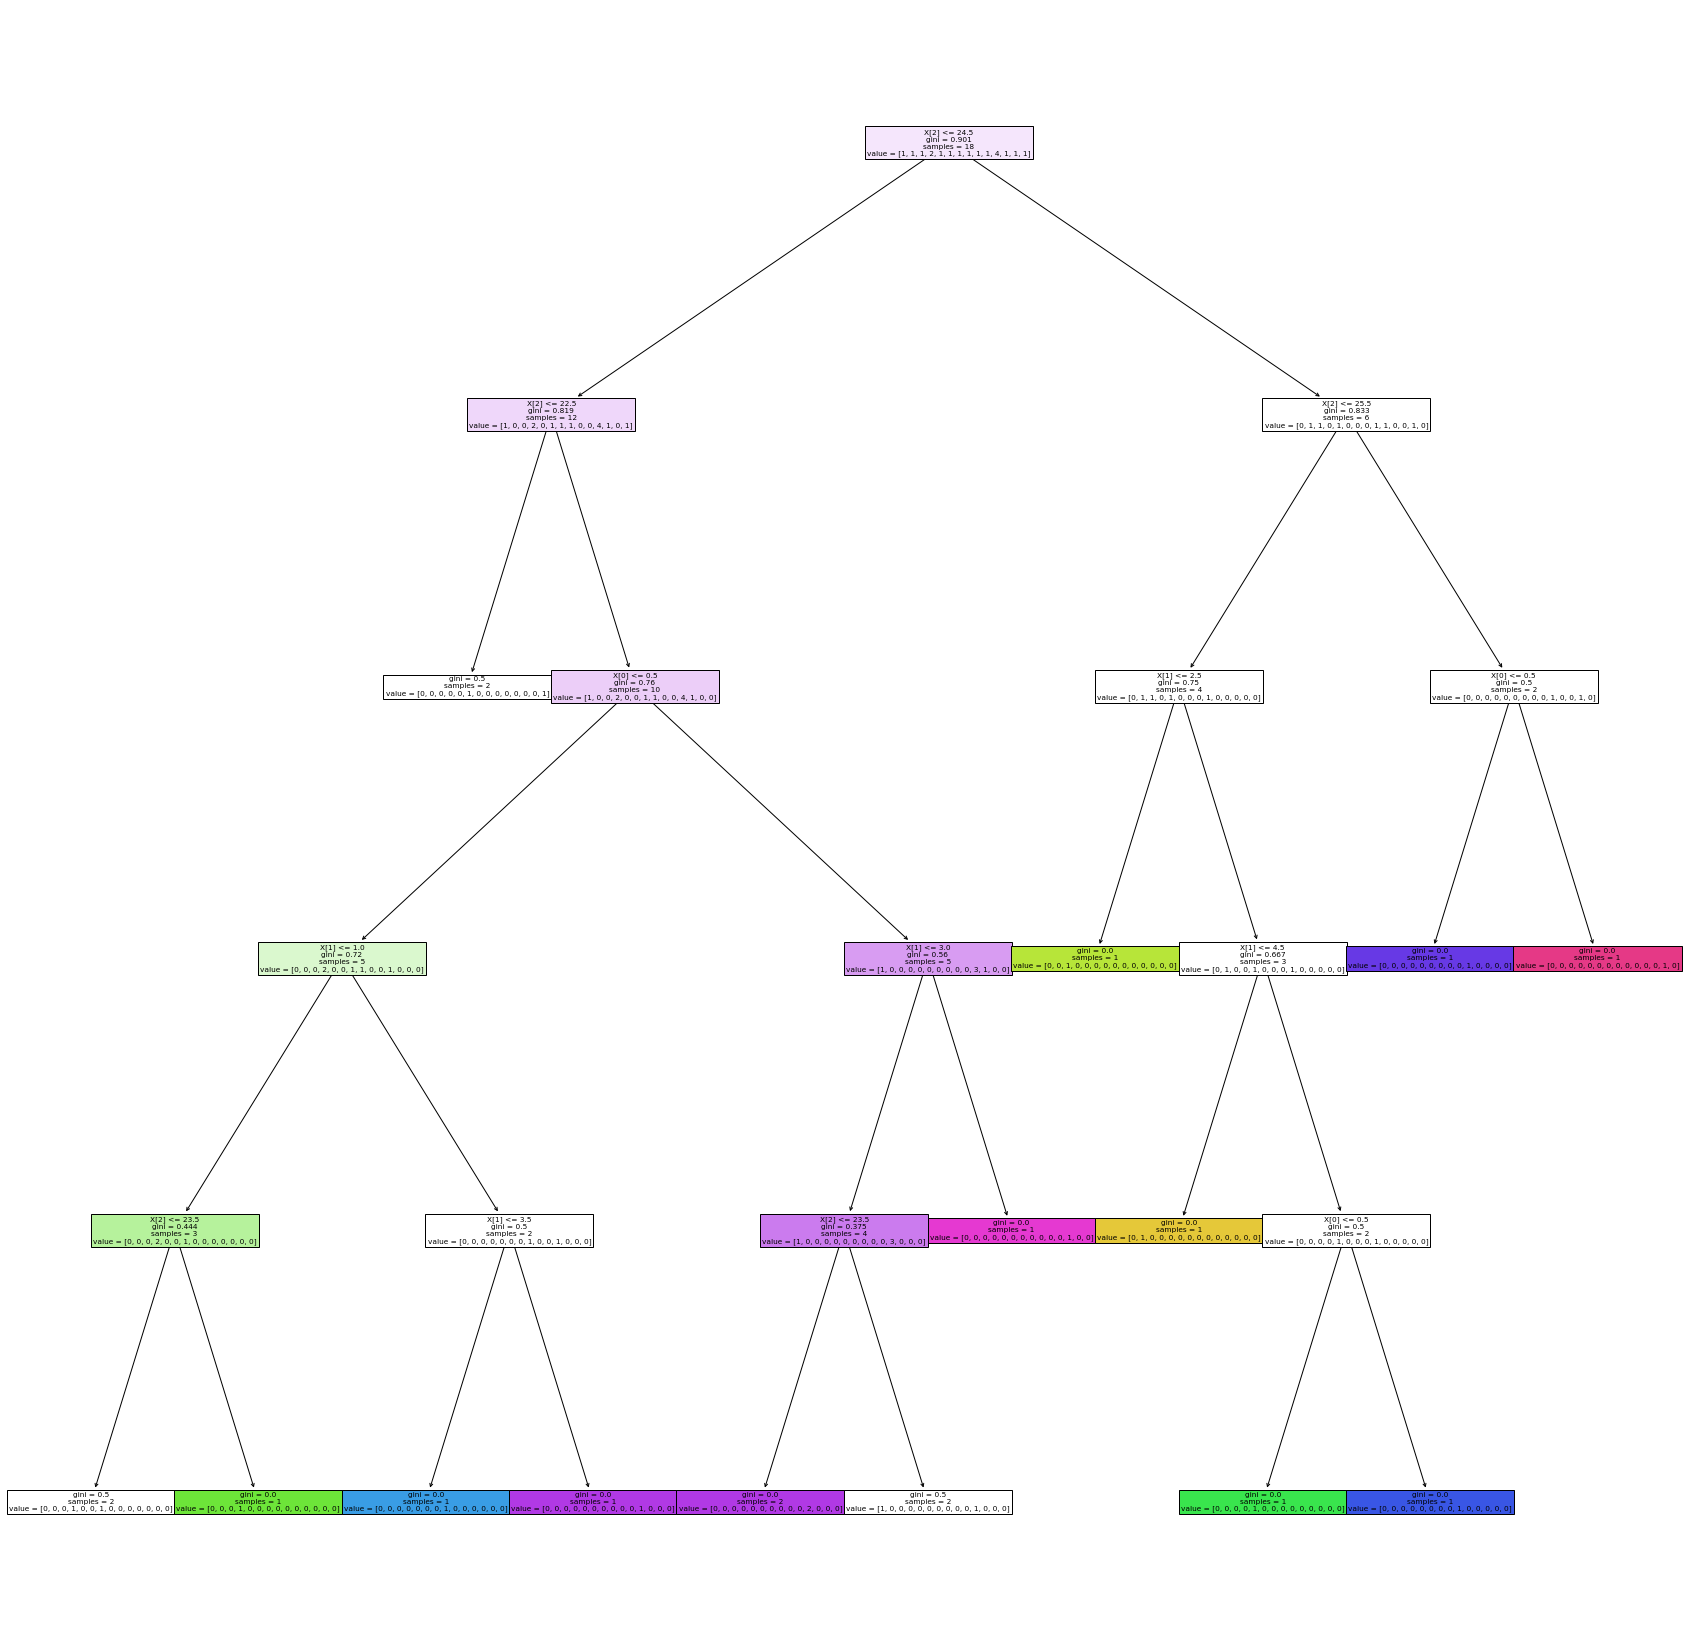 X[2] <= 24.5
gini = 0.901
samples = 18
value = [1, 1, 1, 2, 1, 1, 1, 1, 1, 1, 4, 1, 1, 1]
X[2] <= 22.5
gini = 0.819
samples = 12
value = [1, 0, 0, 2, 0, 1, 1, 1, 0, 0, 4, 1, 0, 1]
X[2] <= 25.5
gini = 0.833
samples = 6
value = [0, 1, 1, 0, 1, 0, 0, 0, 1, 1, 0, 0, 1, 0]
gini = 0.5
samples = 2
value = [0, 0, 0, 0, 0, 1, 0, 0, 0, 0, 0, 0, 0, 1]
X[0] <= 0.5
gini = 0.76
samples = 10
value = [1, 0, 0, 2, 0, 0, 1, 1, 0, 0, 4, 1, 0, 0]
X[1] <= 2.5
gini = 0.75
samples = 4
value = [0, 1, 1, 0, 1, 0, 0, 0, 1, 0, 0, 0, 0, 0]
X[0] <= 0.5
gini = 0.5
samples = 2
value = [0, 0, 0, 0, 0, 0, 0, 0, 0, 1, 0, 0, 1, 0]
X[1] <= 1.0
gini = 0.72
samples = 5
value = [0, 0, 0, 2, 0, 0, 1, 1, 0, 0, 1, 0, 0, 0]
X[1] <= 3.0
gini = 0.56
samples = 5
value = [1, 0, 0, 0, 0, 0, 0, 0, 0, 0, 3, 1, 0, 0]
gini = 0.0
samples = 1
value = [0, 0, 1, 0, 0, 0, 0, 0, 0, 0, 0, 0, 0, 0]
X[1] <= 4.5
gini = 0.667
samples = 3
value = [0, 1, 0, 0, 1, 0, 0, 0, 1, 0, 0, 0, 0, 0]
gini = 0.0
samples = 1
value = [0, 0, 0, 0, 0, 0, 0, 0, 0, 1, 0, 0, 0, 0]
gini = 0.0
samples = 1
value = [0, 0, 0, 0, 0, 0, 0, 0, 0, 0, 0, 0, 1, 0]
X[2] <= 23.5
gini = 0.444
samples = 3
value = [0, 0, 0, 2, 0, 0, 1, 0, 0, 0, 0, 0, 0, 0]
X[1] <= 3.5
gini = 0.5
samples = 2
value = [0, 0, 0, 0, 0, 0, 0, 1, 0, 0, 1, 0, 0, 0]
X[2] <= 23.5
gini = 0.375
samples = 4
value = [1, 0, 0, 0, 0, 0, 0, 0, 0, 0, 3, 0, 0, 0]
gini = 0.0
samples = 1
value = [0, 0, 0, 0, 0, 0, 0, 0, 0, 0, 0, 1, 0, 0]
gini = 0.0
samples = 1
value = [0, 1, 0, 0, 0, 0, 0, 0, 0, 0, 0, 0, 0, 0]
X[0] <= 0.5
gini = 0.5
samples = 2
value = [0, 0, 0, 0, 1, 0, 0, 0, 1, 0, 0, 0, 0, 0]
gini = 0.5
samples = 2
value = [0, 0, 0, 1, 0, 0, 1, 0, 0, 0, 0, 0, 0, 0]
gini = 0.0
samples = 1
value = [0, 0, 0, 1, 0, 0, 0, 0, 0, 0, 0, 0, 0, 0]
gini = 0.0
samples = 1
value = [0, 0, 0, 0, 0, 0, 0, 1, 0, 0, 0, 0, 0, 0]
gini = 0.0
samples = 1
value = [0, 0, 0, 0, 0, 0, 0, 0, 0, 0, 1, 0, 0, 0]
gini = 0.0
samples = 2
value = [0, 0, 0, 0, 0, 0, 0, 0, 0, 0, 2, 0, 0, 0]
gini = 0.5
samples = 2
value = [1, 0, 0, 0, 0, 0, 0, 0, 0, 0, 1, 0, 0, 0]
gini = 0.0
samples = 1
value = [0, 0, 0, 0, 1, 0, 0, 0, 0, 0, 0, 0, 0, 0]
gini = 0.0
samples = 1
value = [0, 0, 0, 0, 0, 0, 0, 0, 1, 0, 0, 0, 0, 0]